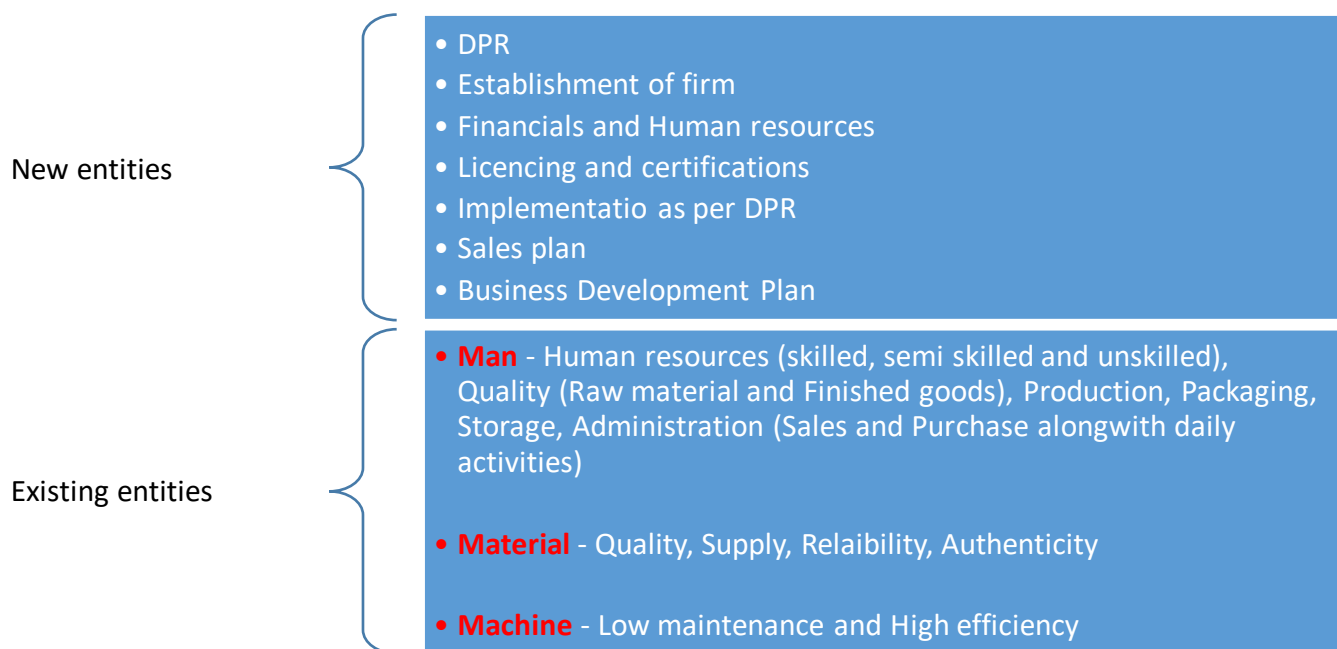 New entities
• DPR
• Establishment of firm
• Financials and Human resources
• Licencing and certifications
• Implementatio as per DPR
• Sales plan
• Business Development Plan
Existing entities
• Man - Human resources (skilled, semi skilled and unskilled),
Quality (Raw material and Finished goods), Production, Packaging,
Storage, Administration (Sales and Purchase alongwith daily
activities)
• Material - Quality, Supply, Relaibility, Authenticity
• Machine - Low maintenance and High efficiency